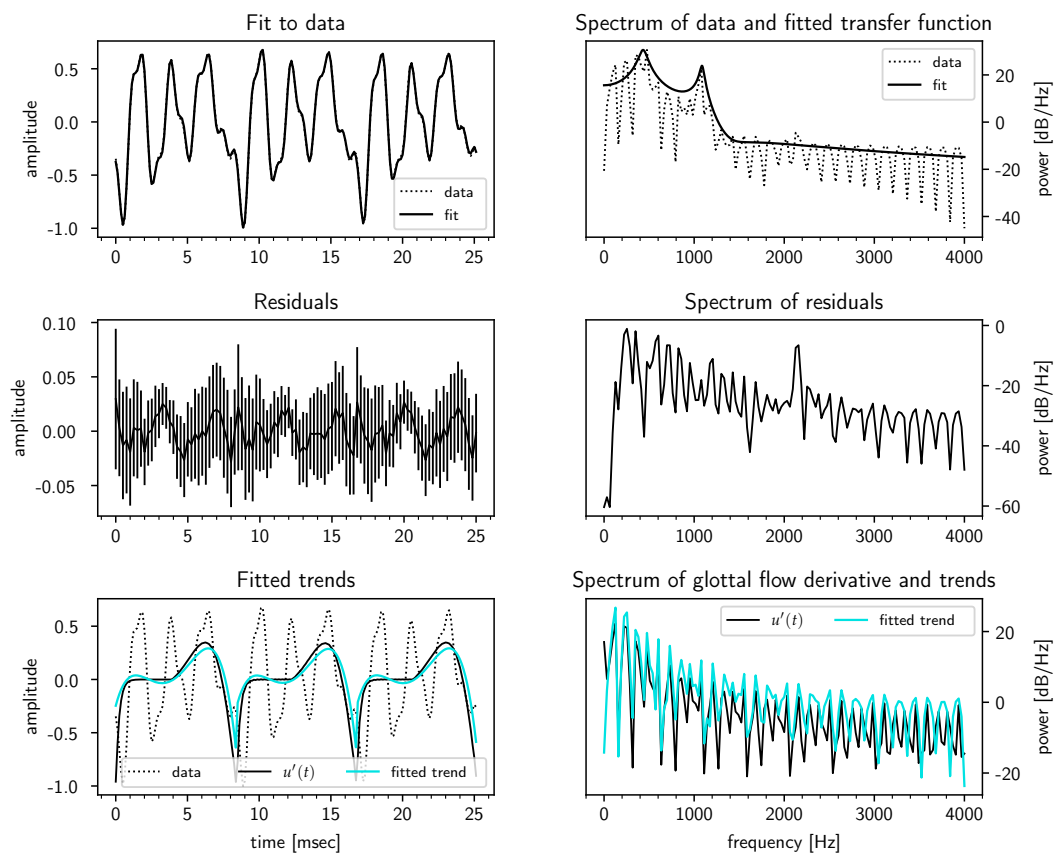 Fit to data
0.5
0.0
-0.5
-1.0
amplitude
data
fit
0 5 10 15 20 25
Spectrum of data and fitted transfer function
data
fit
20
0
-20
-40
power [dB/Hz]
0 1000 2000 3000 4000
Residuals
0.10
0.05
0.00
-0.05
amplitude
0 5 10 15 20 25
Spectrum of residuals
0
-20
-40
-60
power [dB/Hz]
0 1000 2000 3000 4000
Fitted trends
0.5
0.0
-0.5
-1.0
amplitude
data u′(t) fitted trend
0 5 10 15 20 25
time [msec]
Spectrum of glottal flow derivative and trends
u′(t) fitted trend
20
0
-20
power [dB/Hz]
0 1000 2000 3000 4000
frequency [Hz]